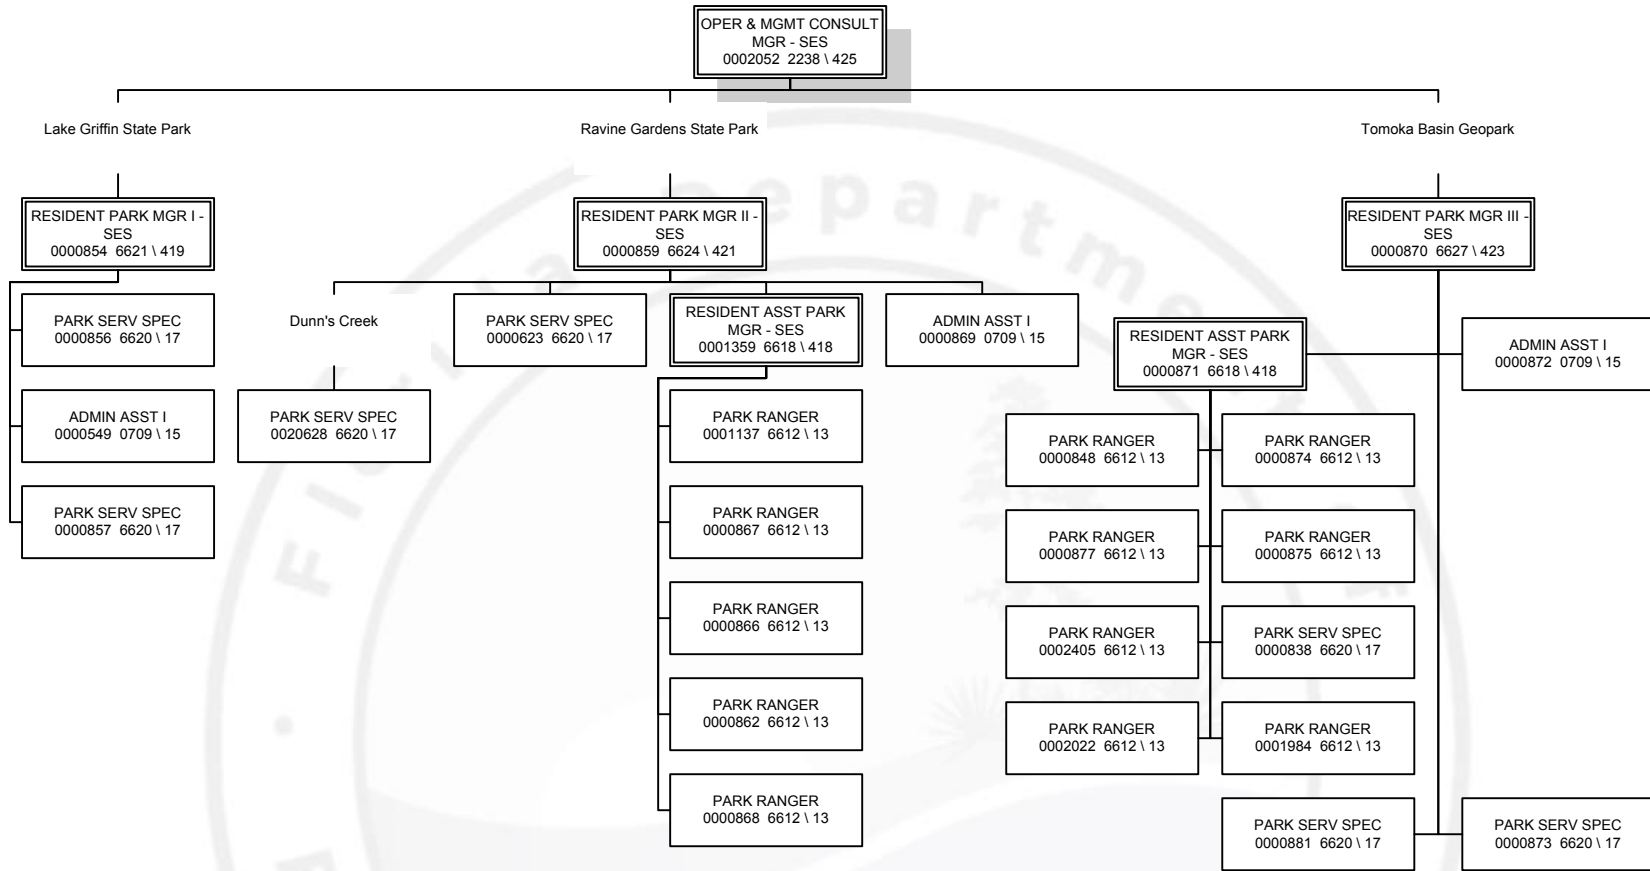 OPER & MGMT CONSULT
MGR - SES
0002052 2238 \ 425
Lake Griffin State Park
Ravine Gardens State Park
Tomoka Basin Geopark
RESIDENT PARK MGR I -
SES
0000854 6621 \ 419
RESIDENT PARK MGR II -
SES
0000859 6624 \ 421
RESIDENT PARK MGR III -
SES
0000870 6627 \ 423
PARK SERV SPEC
0000856 6620 \ 17
ADMIN ASST I
0000549 0709 \ 15
PARK SERV SPEC
0000857 6620 \ 17
Dunn's Creek
PARK SERV SPEC
0020628 6620 \ 17
PARK SERV SPEC
0000623 6620 \ 17
RESIDENT ASST PARK
MGR - SES
0001359 6618 \ 418
ADMIN ASST I
0000869 0709 \ 15
PARK RANGER
0001137 6612 \ 13
PARK RANGER
0000867 6612 \ 13
PARK RANGER
0000866 6612 \ 13
PARK RANGER
0000862 6612 \ 13
PARK RANGER
0000868 6612 \ 13
RESIDENT ASST PARK
MGR - SES
0000871 6618 \ 418
ADMIN ASST I
0000872 0709 \ 15
PARK RANGER
0000848 6612 \ 13
PARK RANGER
0000874 6612 \ 13
PARK RANGER
0000877 6612 \ 13
PARK RANGER
0000875 6612 \ 13
PARK RANGER
0002405 6612 \ 13
PARK SERV SPEC
0000838 6620 \ 17
PARK RANGER
0002022 6612 \ 13
PARK RANGER
0001984 6612 \ 13
PARK SERV SPEC
0000881 6620 \ 17
PARK SERV SPEC
0000873 6620 \ 17